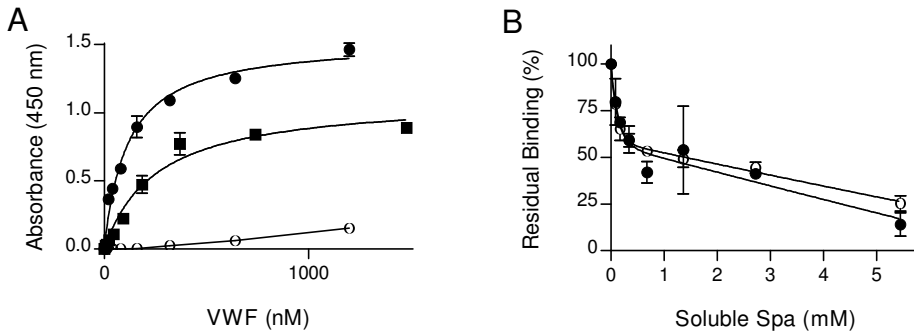 A
Absorbance (450 nm)
1.5
1.0
0.5
0.0
0
1000
VWF (nM)
B
Residual Binding (%)
100
75
50
25
0
0 1 2 3 4 5
Soluble Spa (mM)